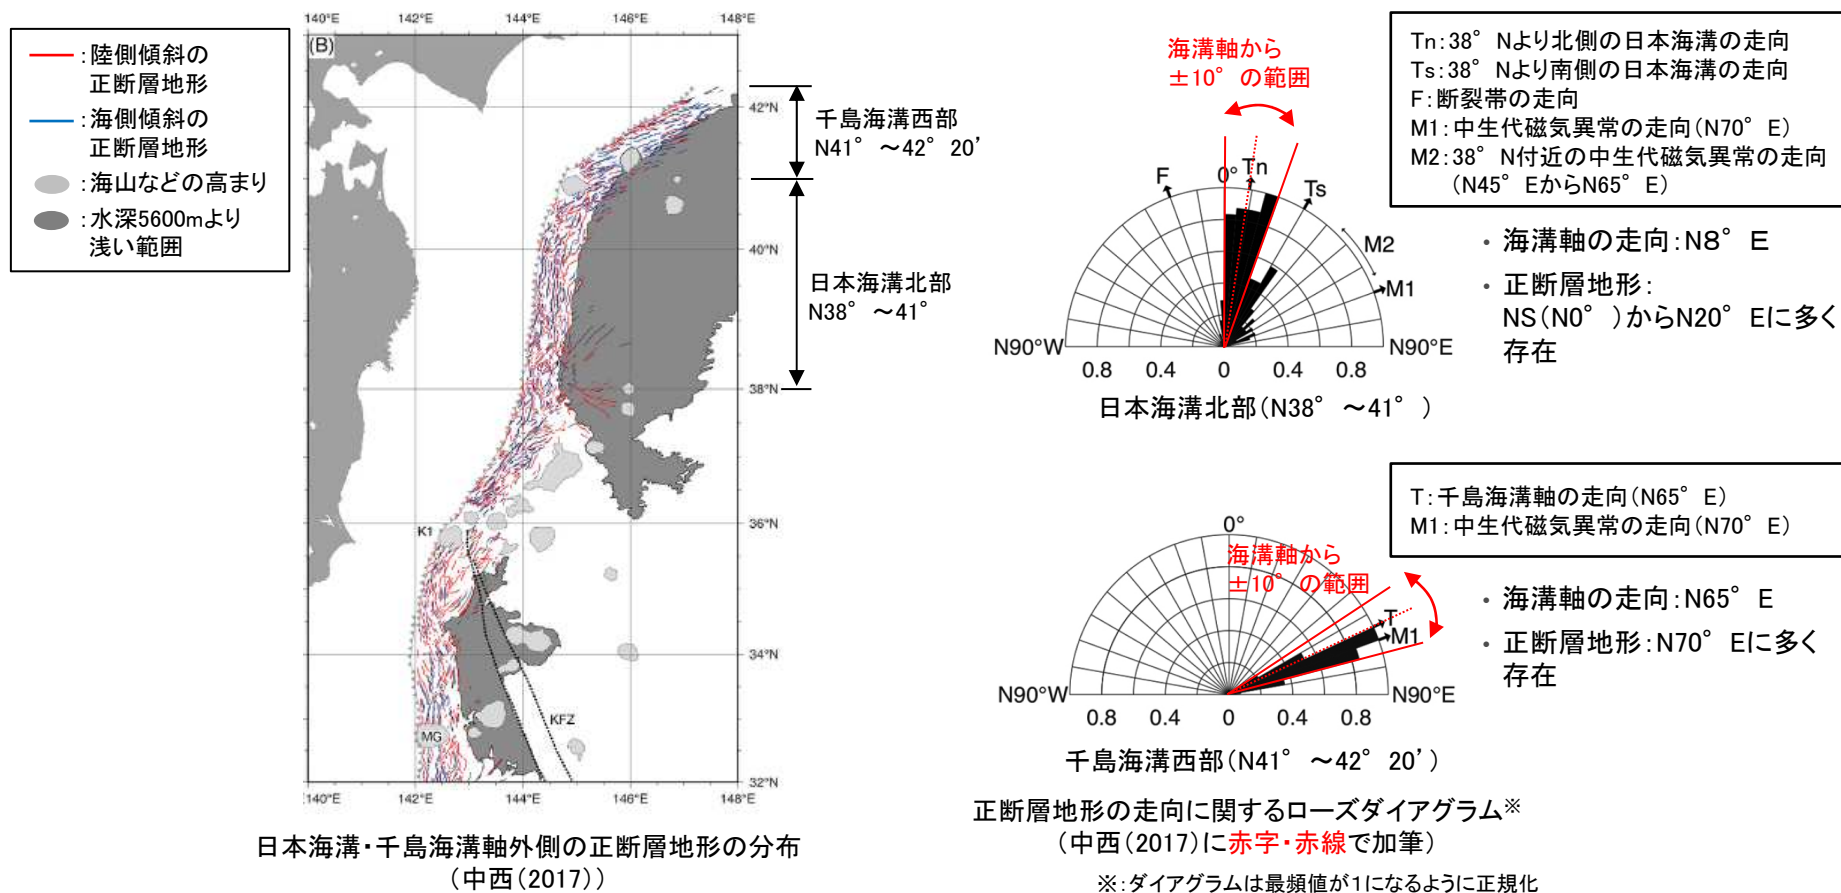 140°E 142°E 144°E 146°E 148°E
(B)
:陸側傾斜の
正断層地形
:海側傾斜の
正断層地形
:海山などの高まり
:水深5600mより
浅い範囲
42°N
40°N
38°N
36°N
34°N
32°N
K1
MG
KFZ
140°E 142°E 144°E 146°E 148°E
千島海溝西部
N41°~42°20’
日本海溝北部
N38°~41°
日本海溝・千島海溝軸外側の正断層地形の分布
(中西(2017))
海溝軸から
±10°の範囲
F 0° Tn Ts
M2
M1
N90°W N90°E
0.8 0.4 0 0.4 0.8
日本海溝北部(N38°~41°)
Tn:38°Nより北側の日本海溝の走向
Ts:38°Nより南側の日本海溝の走向
F:断裂帯の走向
M1:中生代磁気異常の走向(N70°E)
M2:38°N付近の中生代磁気異常の走向
(N45°EからN65°E)
・海溝軸の走向:N8°E
・正断層地形:
NS(N0°)からN20°Eに多く
存在
0°
海溝軸から
±10°の範囲
T
M1
N90°W N90°E
0.8 0.4 0 0.4 0.8
千島海溝西部(N41°~42°20’)
T:千島海溝軸の走向(N65°E)
M1:中生代磁気異常の走向(N70°E)
・海溝軸の走向:N65°E
・正断層地形:N70°Eに多く
存在
正断層地形の走向に関するローズダイアグラム※
(中西(2017)に赤字・赤線で加筆)
※:ダイアグラムは最頻値が1になるように正規化